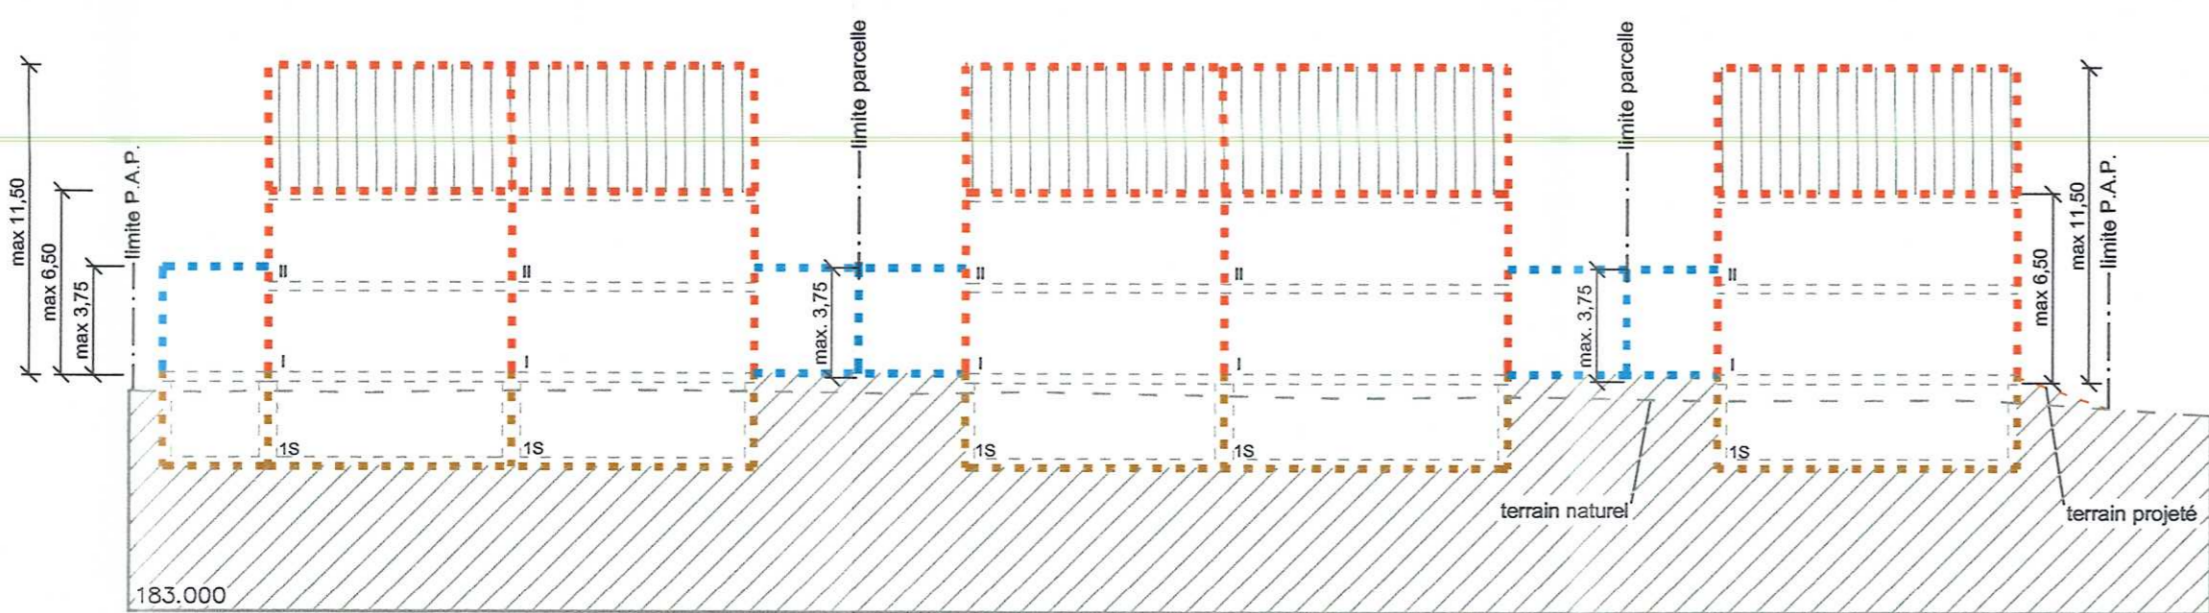 limite parcelle
limite parcelle
max 11,50
max 6,50
max 3,75
limite P.A.P.
max. 3,75
max. 3,75
max 6,50
max 11,50
limite P.A.P.
II
II
II
II
II
I
I
I
I
I
1S
1S
1S
1S
1S
terrain naturel
terrain projeté
183.000